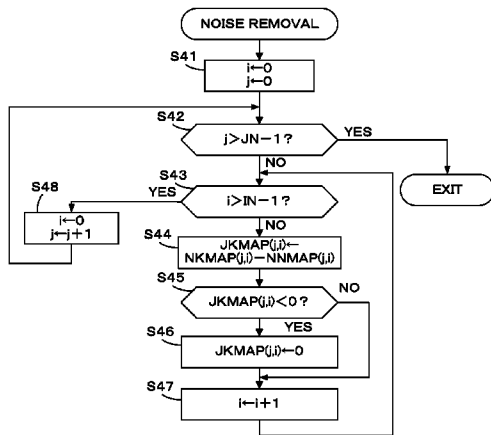 NOISE REMOVAL
S41
i←0
j←0
S42
j>JN-1?
YES
NO
S43
i>IN-1?
YES
NO
EXIT
S48
i←0
j←j+1
S44
JKMAP(j,i)←
NKMAP(j,i)-NNMAP(j,i)
S45
JKMAP(j,i)<0?
NO
YES
S46
JKMAP(j,i)←0
S47
i←i+1